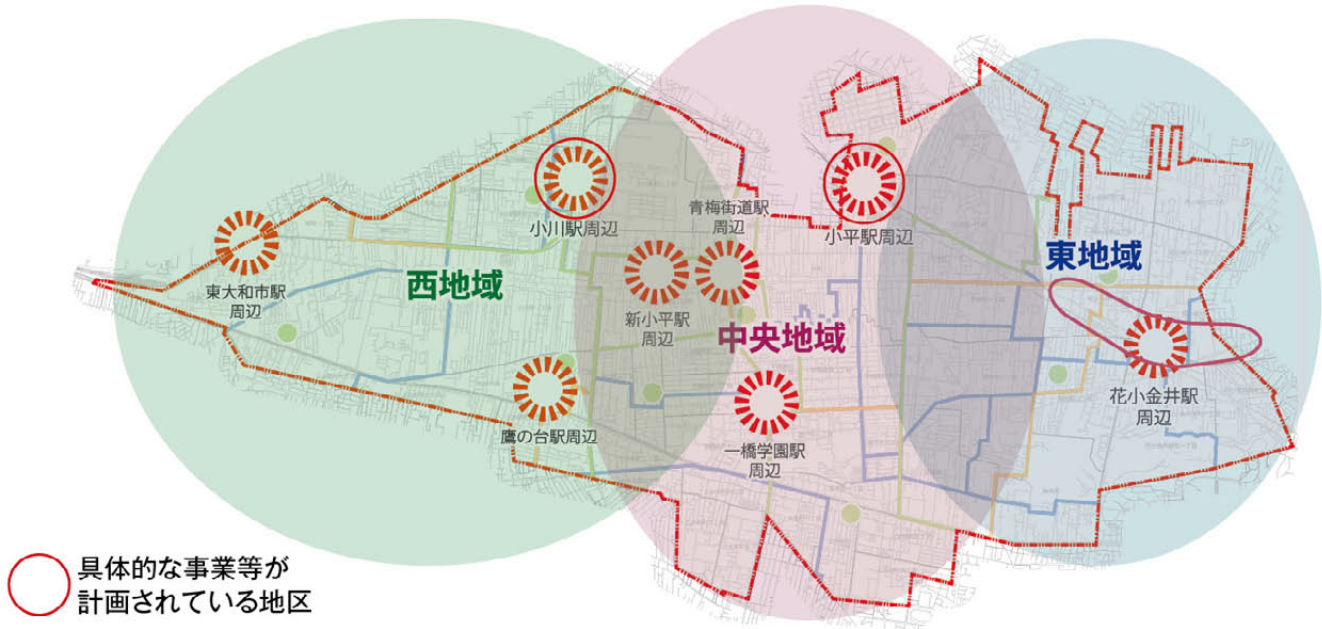 小川駅周辺
青梅街道駅
周辺
小平駅周辺
東大和市駅
周辺
西地域
新小平駅
周辺
中央地域
東地域
鷹の台駅周辺
一橋学園駅
周辺
花小金井駅
周辺
具体的な事業等が
計画されている地区